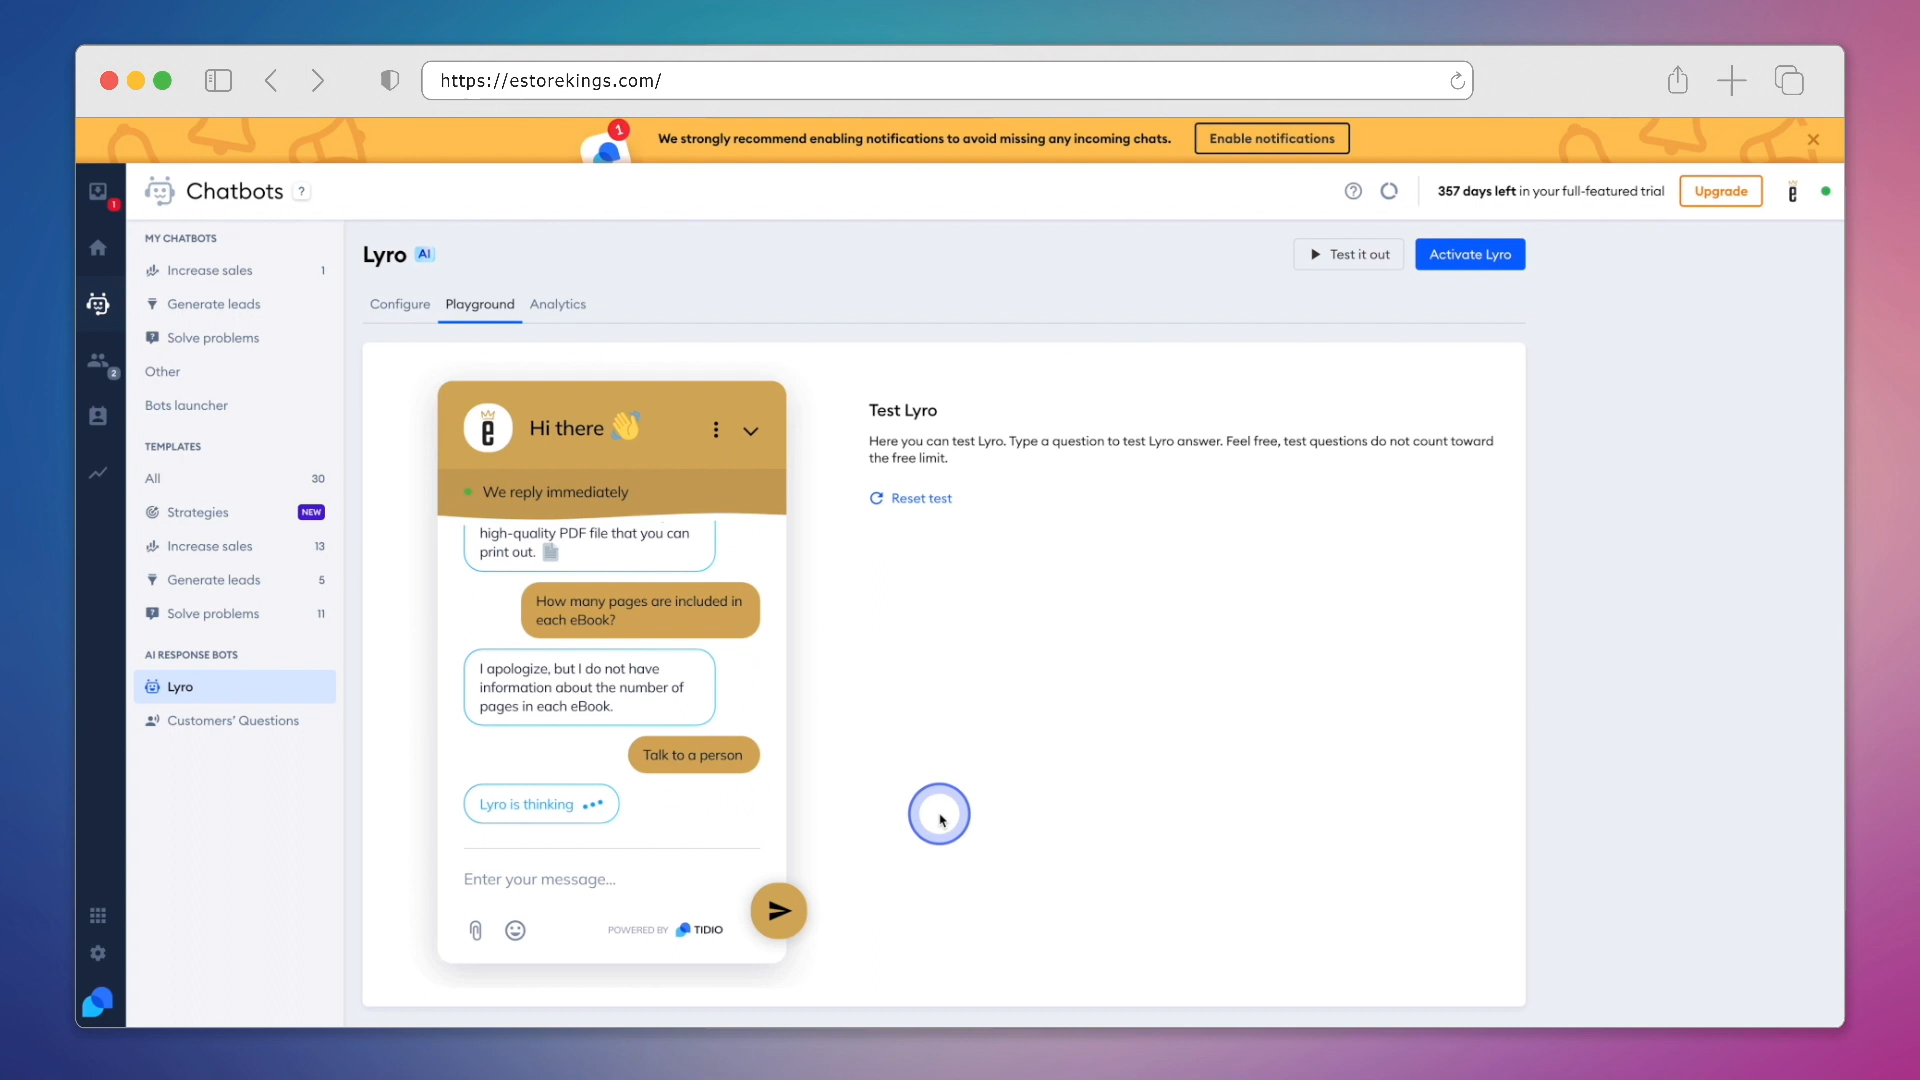 https://estorekings.com/
1
We strongly recommend enabling notifications to avoid missing any incoming chats.
Enable notifications
1
Chatbots ?
357 days left in your full-featured trial
Upgrade
e
MY CHATBOTS
Increase sales 1
Generate leads
Solve problems
Other
Bots launcher
2
TEMPLATES
All 30
Strategies NEW
Increase sales 13
Generate leads 5
Solve problems 11
AI RESPONSE BOTS
Lyro
Customers' Questions
Lyro AI
Test it out
Activate Lyro
Configure Playground Analytics
e
Hi there
We reply immediately
high-quality PDF file that you can
print out.
How many pages are included in
each eBook?
I apologize, but I do not have
information about the number of
pages in each eBook.
Talk to a person
Lyro is thinking
Enter your message...
POWERED BY TIDIO
Test Lyro
Here you can test Lyro. Type a question to test Lyro answer. Feel free, test questions do not count toward
the free limit.
Reset test